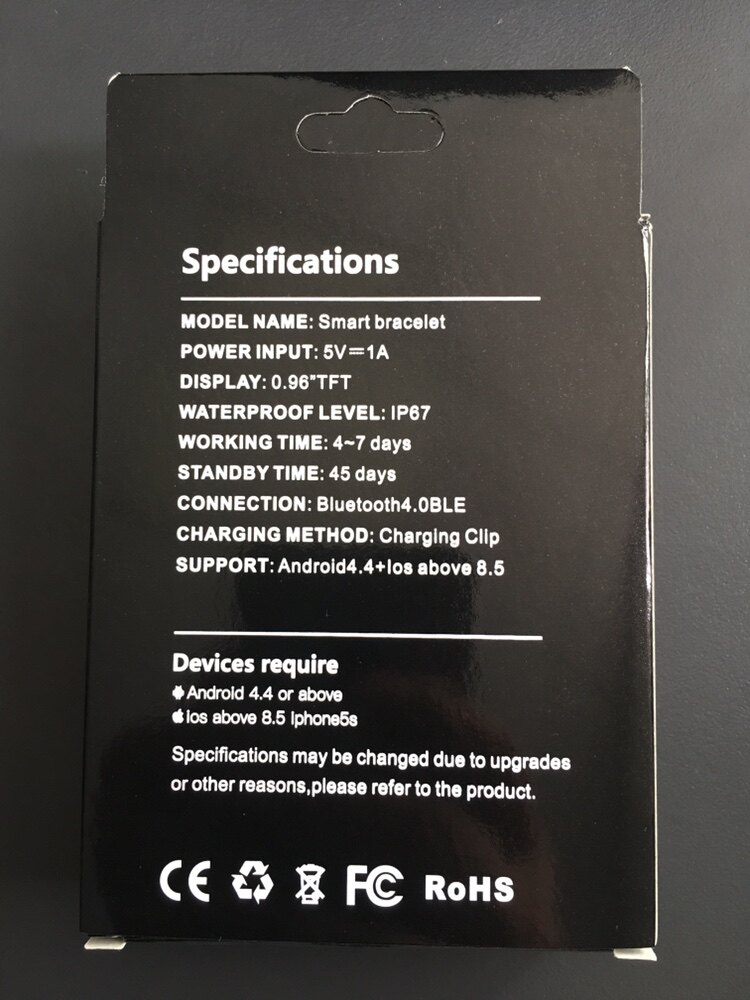 Specifications
MODEL NAME: Smart bracelet
POWER INPUT: 5V⎓1A
DISPLAY: 0.96"TFT
WATERPROOF LEVEL: IP67
WORKING TIME: 4~7 days
STANDBY TIME: 45 days
CONNECTION: Bluetooth4.0BLE
CHARGING METHOD: Charging Clip
SUPPORT: Android4.4+Ios above 8.5
Devices require
Android 4.4 or above
ios above 8.5 Iphone5s
Specifications may be changed due to upgrades
or other reasons,please refer to the product.
CE FC RoHS